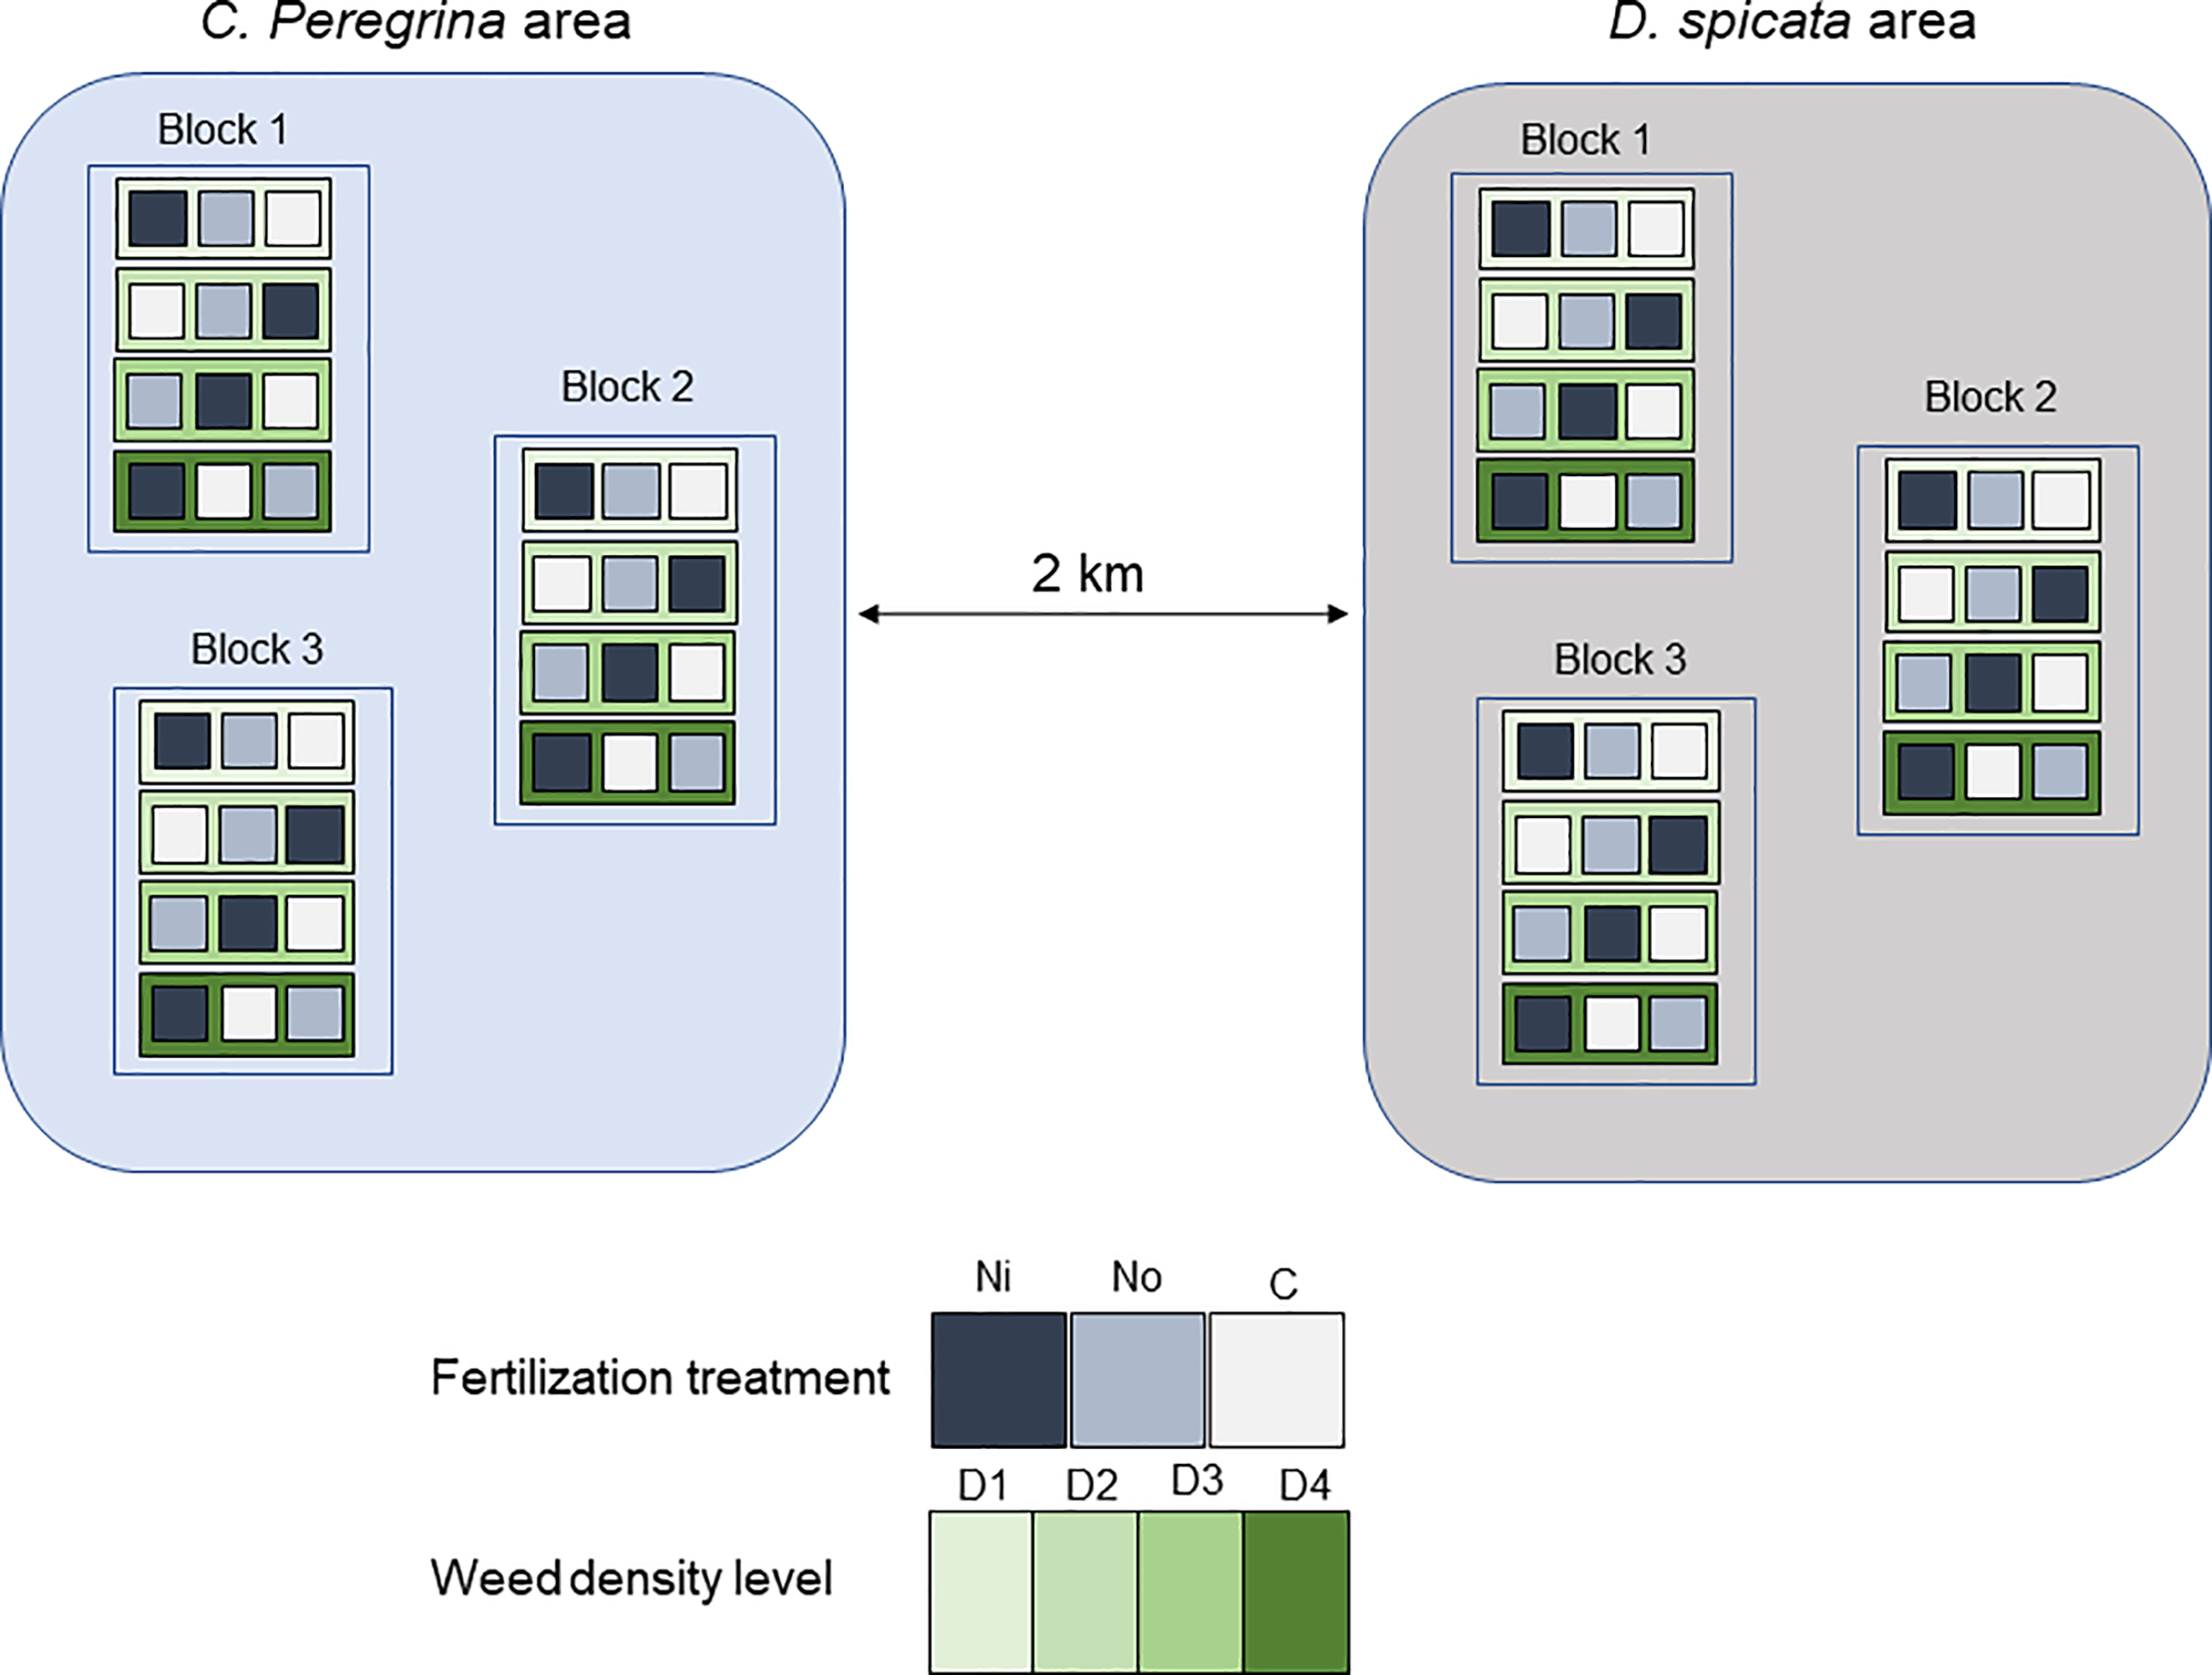 C. Peregrina area
D. spicata area
Block 1
Block 1
Block 2
Block 2
2 km
Block 3
Block 3
Ni No C
Fertilization treatment
D1 D2 D3 D4
Weed density level